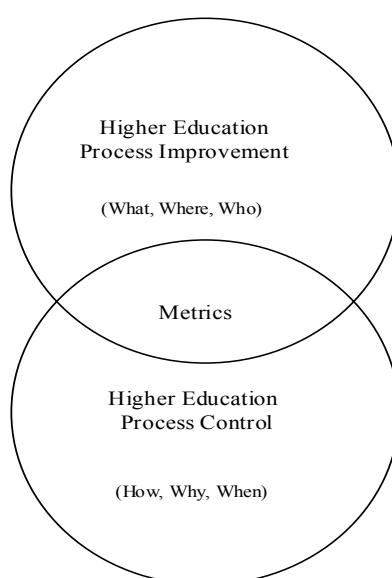 Higher Education
Process Improvement
(What, Where, Who)
Metrics
Higher Education
Process Control
(How, Why, When)